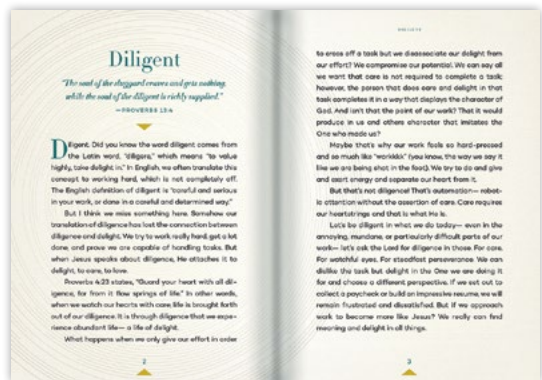 Diligent
"The soul of the sluggard craves and gets nothing,
while the soul of the diligent is richly supplied."
—PROVERBS 13:4
Diligent. Did you know the word diligent comes from
the Latin word, "diligere," which means "to value
highly, take delight in." In English, we often translate this
concept to working hard, which is not completely off.
The English definition of diligent is "careful and serious
in your work, or done in a careful and determined way."
But I think we miss something here. Somehow our
translation of diligence has lost the connection between
diligence and delight. We try to work really hard, get a lot
done, and prove we are capable of handling tasks. But
when Jesus speaks about diligence, He attaches it to
delight, to care, to love.
Proverbs 4:23 states, "Guard your heart with all dil-
igence, for from it flow springs of life." In other words,
when we watch our hearts with care, life is brought forth
out of our diligence. It is through diligence that we expe-
rience abundant life— a life of delight.
What happens when we only give our effort in order
2
DILIGENT
to cross off a task but we disassociate our delight from
our effort? We compromise our potential. We can say all
we want that care is not required to complete a task;
however, the person that does care and delight in that
task completes it in a way that displays the character of
God. And isn't that the point of our work? That it would
produce in us and others character that imitates the
One who made us?
Maybe that's why our work feels so hard-pressed
and so much like "workkkk" (you know, the way we say it
like we are being shot in the foot). We try to do and give
and exert energy and separate our heart from it.
But that's not diligence! That's automation— robot-
ic attention without the assertion of care. Care requires
our heartstrings and that is what He is.
Let's be diligent in what we do today— even in the
annoying, mundane, or particularly difficult parts of our
work— let's ask the Lord for diligence in those. For care.
For watchful eyes. For steadfast perseverance. We can
dislike the task but delight in the One we are doing it
for and choose a different perspective. If we set out to
collect a paycheck or build an impressive resume, we will
remain frustrated and dissatisfied. But if we approach
work to become more like Jesus? We really can find
meaning and delight in all things.
3